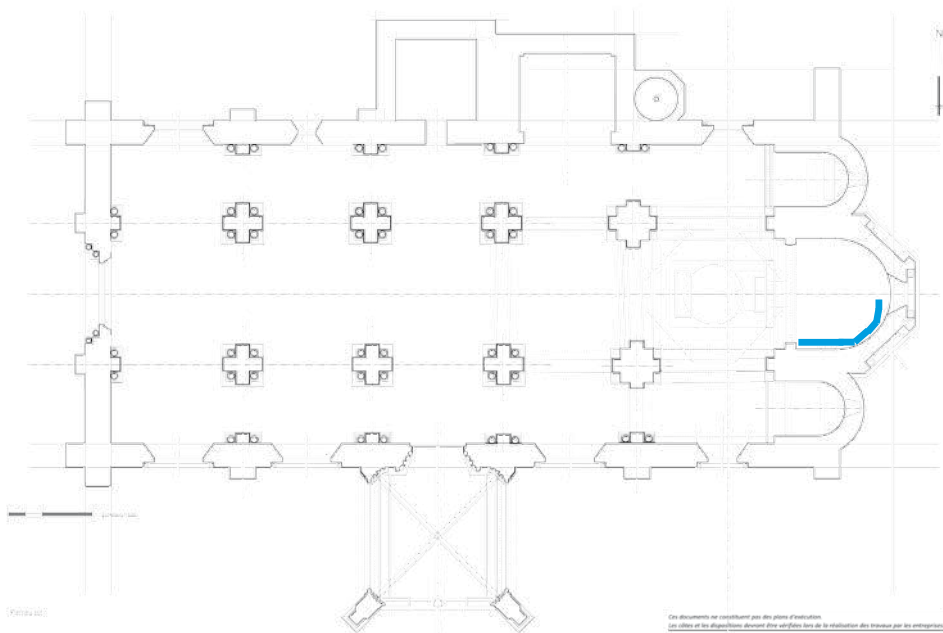 N
Ces documents ne constituent pas des plans d'exécution.
Les côtes et les dispositions devront être vérifiées lors de la réalisation des travaux par les entreprises